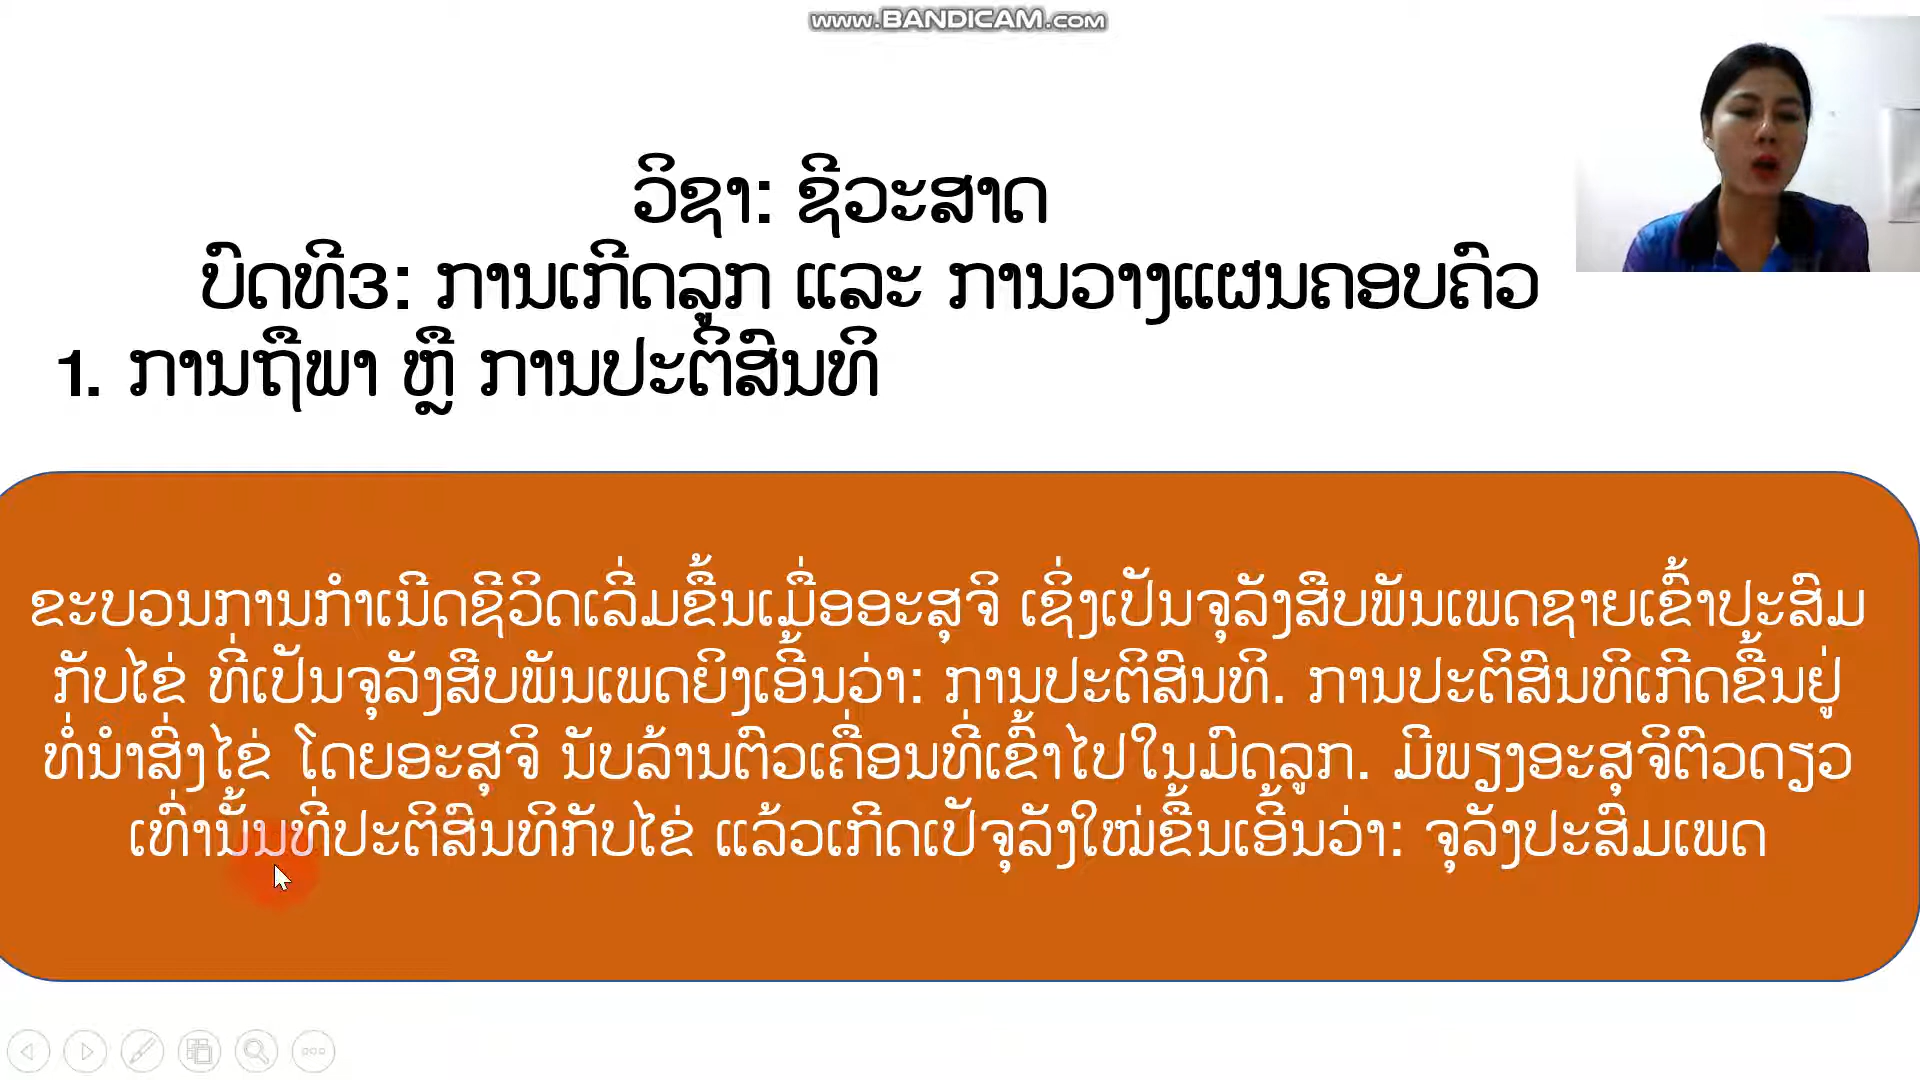 www.BANDICAM.com
ວິຊາ: ຊີວະສາດ
ບົດທີ3: ການເກີດລູກ ແລະ ການວາງແຜນຄອບຄົວ
1. ການຖືພາ ຫຼື ການປະຕິສົນທິ
ຂະບວນການກຳເນີດຊີວິດເລີ່ມຂຶ້ນເມື່ອອະສຸຈິ ເຊິ່ງເປັນຈຸລັງສືບພັນເພດຊາຍເຂົ້າປະສົມ
ກັບໄຂ່ ທີ່ເປັນຈຸລັງສືບພັນເພດຍິງເອີ້ນວ່າ: ການປະຕິສົນທິ. ການປະຕິສົນທິເກີດຂຶ້ນຢູ່
ທໍ່ນຳສົ່ງໄຂ່ ໂດຍອະສຸຈິ ນັບລ້ານຕົວເຄື່ອນທີ່ເຂົ້າໄປໃນມົດລູກ. ມີພຽງອະສຸຈິຕົວດຽວ
ເທົ່ານັ້ນທີ່ປະຕິສົນທິກັບໄຂ່ ແລ້ວເກີດເປັຈຸລັງໃໝ່ຂຶ້ນເອີ້ນວ່າ: ຈຸລັງປະສົມເພດ